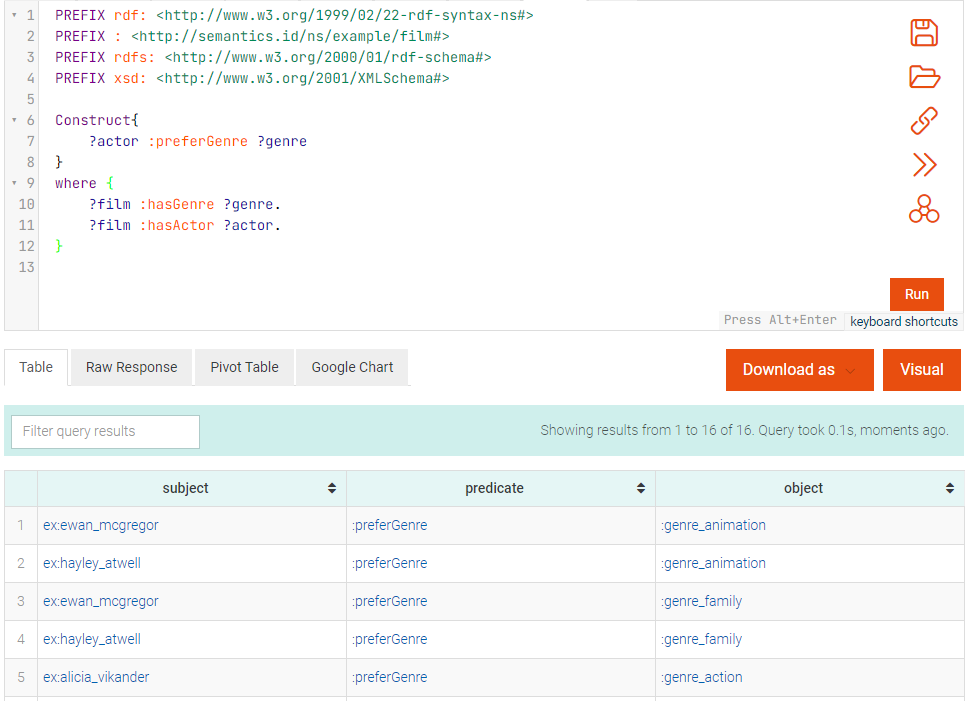 1 PREFIX rdf: <http://www.w3.org/1999/02/22-rdf-syntax-ns#>
2 PREFIX : <http://semantics.id/ns/example/film#>
3 PREFIX rdfs: <http://www.w3.org/2000/01/rdf-schema#>
4 PREFIX xsd: <http://www.w3.org/2001/XMLSchema#>
5
6 Construct{
7 ?actor :preferGenre ?genre
8 }
9 where {
10 ?film :hasGenre ?genre.
11 ?film :hasActor ?actor.
12 }
13
Run
Press Alt+Enter keyboard shortcuts
Table Raw Response Pivot Table Google Chart Download as Visual
Filter query results Showing results from 1 to 16 of 16. Query took 0.1s, moments ago.
subject predicate object
1 ex:ewan_mcgregor :preferGenre :genre_animation
2 ex:hayley_atwell :preferGenre :genre_animation
3 ex:ewan_mcgregor :preferGenre :genre_family
4 ex:hayley_atwell :preferGenre :genre_family
5 ex:alicia_vikander :preferGenre :genre_action